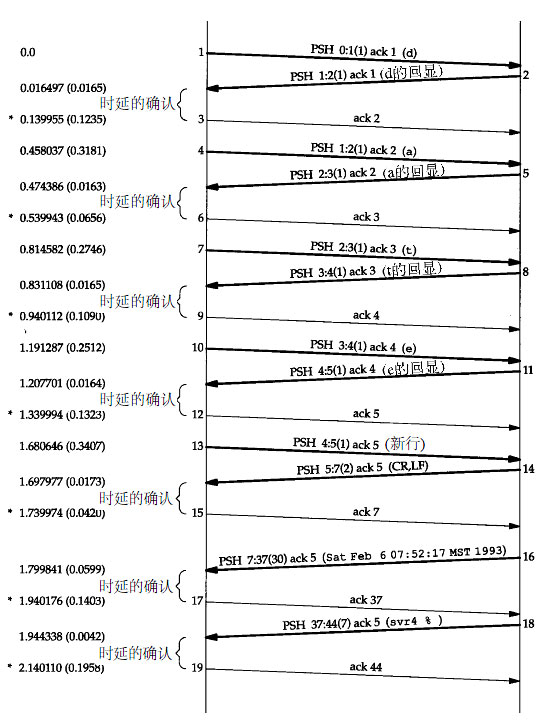 0.0
1
PSH 0:1(1) ack 1 (d)
0.016497 (0.0165)
PSH 1:2(1) ack 1 (d的回显)
2
时延的确认
* 0.139955 (0.1235)
3
ack 2
0.458037 (0.3181)
4
PSH 1:2(1) ack 2 (a)
0.474386 (0.0163)
PSH 2:3(1) ack 2 (a的回显)
5
时延的确认
* 0.539943 (0.0656)
6
ack 3
0.814582 (0.2746)
7
PSH 2:3(1) ack 3 (t)
0.831108 (0.0165)
PSH 3:4(1) ack 3 (t的回显)
8
时延的确认
* 0.940112 (0.1090)
9
ack 4
1.191287 (0.2512)
10
PSH 3:4(1) ack 4 (e)
1.207701 (0.0164)
PSH 4:5(1) ack 4 (e的回显)
11
时延的确认
* 1.339994 (0.1323)
12
ack 5
1.680646 (0.3407)
13
PSH 4:5(1) ack 5 (新行)
1.697977 (0.0173)
PSH 5:7(2) ack 5 (CR,LF)
14
时延的确认
* 1.739974 (0.0420)
15
ack 7
1.799841 (0.0599)
PSH 7:37(30) ack 5 (Sat Feb 6 07:52:17 MST 1993)
16
时延的确认
* 1.940176 (0.1403)
17
ack 37
1.944338 (0.0042)
PSH 37:44(7) ack 5 (svr4 % )
18
时延的确认
* 2.140110 (0.1958)
19
ack 44